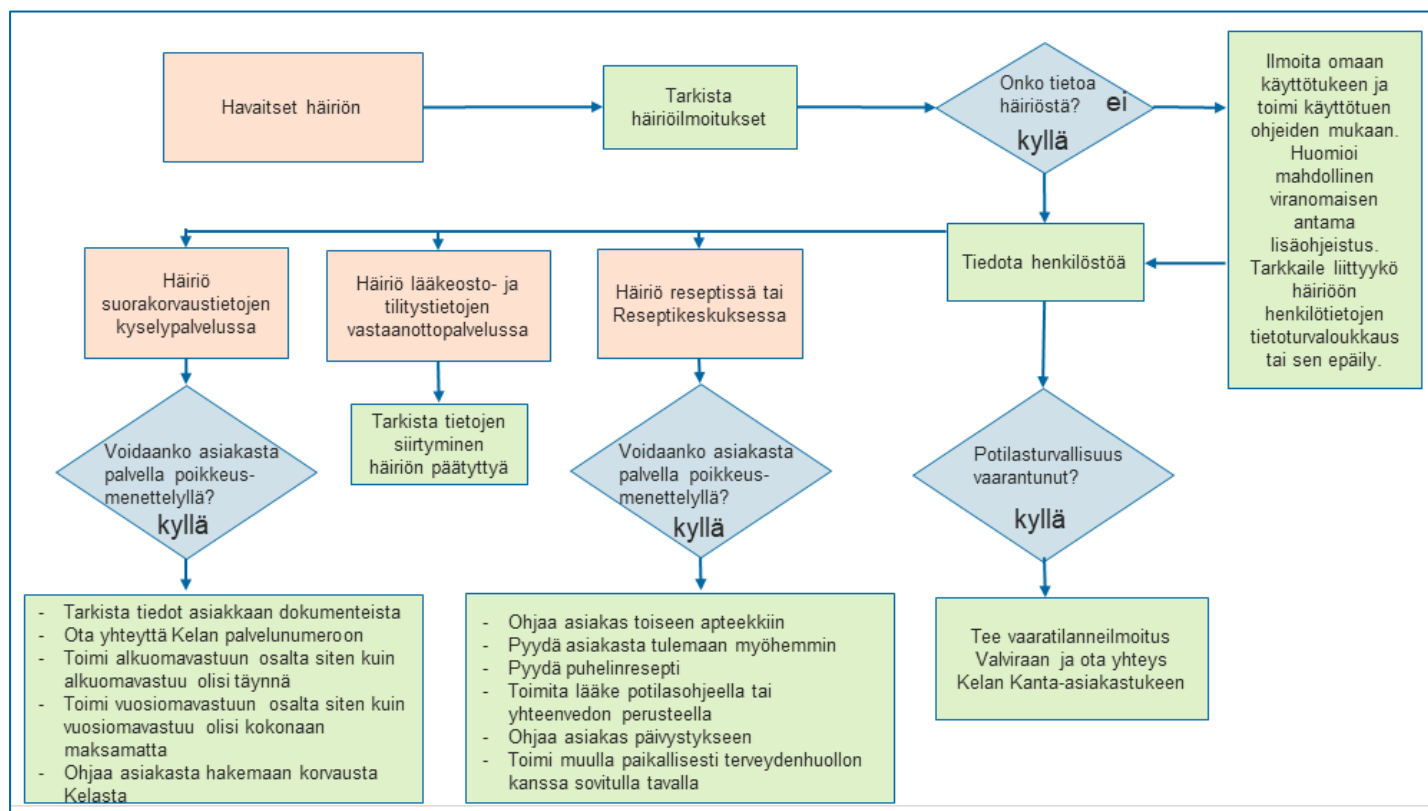 Havaitset häiriön
Tarkista
häiriöilmoitukset
Onko tietoa
häiriöstä?
ei
kyllä
Ilmoita omaan
käyttötukeen ja
toimi käyttötuen
ohjeiden mukaan.
Huomioi
mahdollinen
viranomaisen
antama
lisäohjeistus.
Tarkkaile liittyykö
häiriöön
henkilötietojen
tietoturvaloukkaus
tai sen epäily.
Häiriö
suorakorvaustietojen
kyselypalvelussa
Häiriö lääkeosto- ja
tilitystietojen
vastaanottopalvelussa
Häiriö reseptissä tai
Reseptikeskuksessa
Tiedota henkilöstöä
Voidaanko asiakasta
palvella poikkeus-
menettelyllä?
kyllä
Tarkista tietojen
siirtyminen
häiriön päätyttyä
Voidaanko asiakasta
palvella poikkeus-
menettelyllä?
kyllä
Potilasturvallisuus
vaarantunut?
kyllä
- Tarkista tiedot asiakkaan dokumenteista
- Ota yhteyttä Kelan palvelunumeroon
- Toimi alkuomavastuun osalta siten kuin
alkuomavastuu olisi täynnä
- Toimi vuosiomavastuun osalta siten kuin
vuosiomavastuu olisi kokonaan
maksamatta
- Ohjaa asiakasta hakemaan korvausta
Kelasta
- Ohjaa asiakas toiseen apteekkiin
- Pyydä asiakasta tulemaan myöhemmin
- Pyydä puhelinresepti
- Toimita lääke potilasohjeella tai
yhteenvedon perusteella
- Ohjaa asiakas päivystykseen
- Toimi muulla paikallisesti terveydenhuollon
kanssa sovitulla tavalla
Tee vaaratilanneilmoitus
Valviraan ja ota yhteys
Kelan Kanta-asiakastukeen